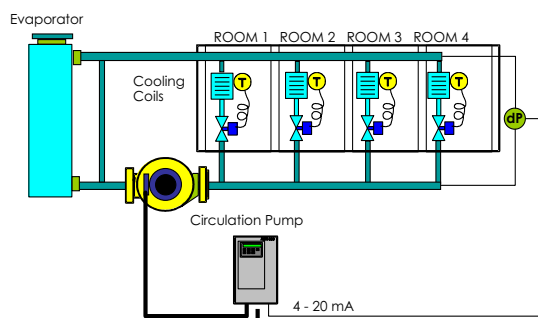 Evaporator
ROOM 1 ROOM 2 ROOM 3 ROOM 4
Cooling
Coils
T T T T
dP
Circulation Pump
4 - 20 mA